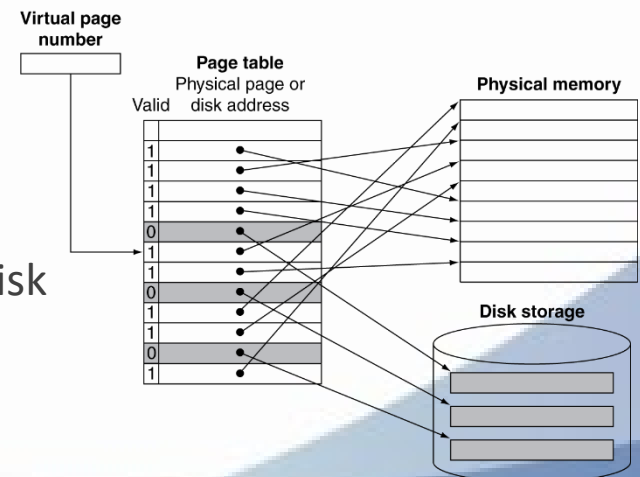 Virtual page
number
Page table
Physical page or
Valid disk address
Physical memory
1
1
1
1
0
1
1
0
1
1
0
1
isk
Disk storage